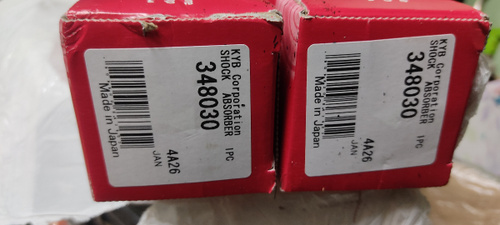 KYB Corporation
SHOCK ABSORBER 1PC
348030
4A26
JAN
Made in Japan
KYB Corporation
SHOCK ABSORBER 1PC
348030
4A26
JAN
Made in Japan